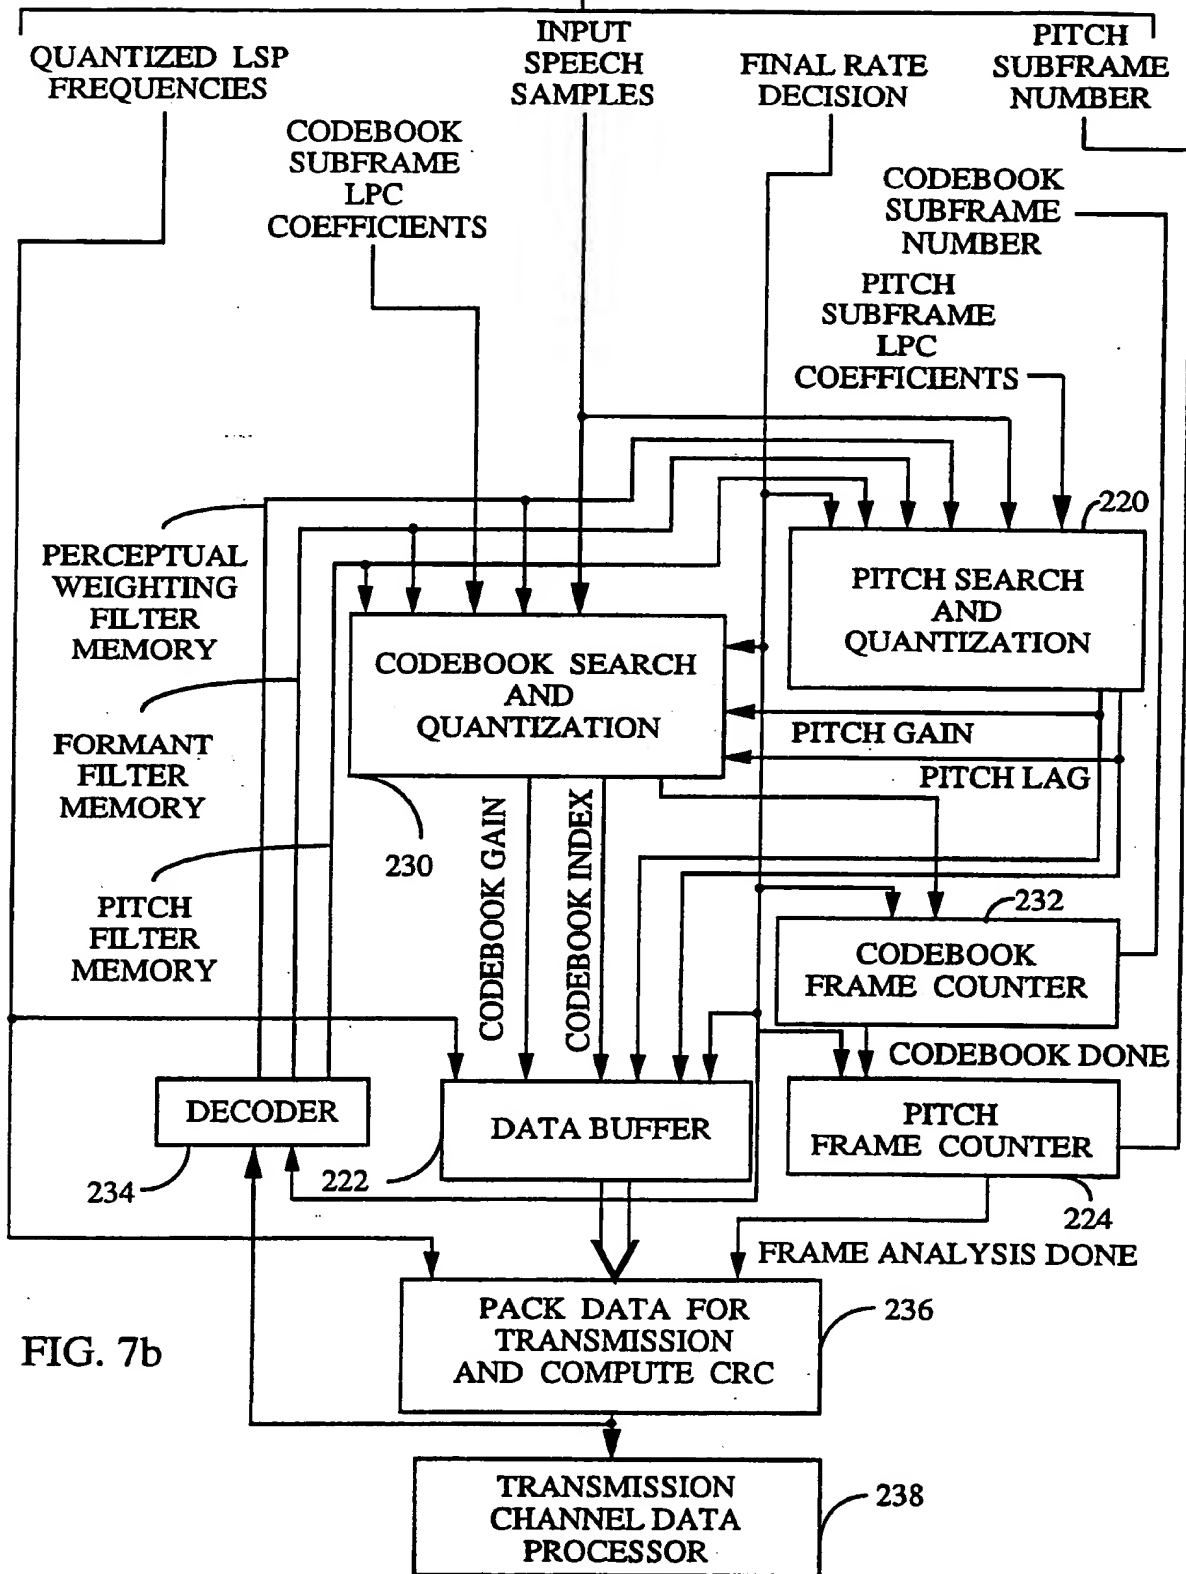 QUANTIZED LSP
FREQUENCIES
INPUT
SPEECH
SAMPLES
FINAL RATE
DECISION
PITCH
SUBFRAME
NUMBER
CODEBOOK
SUBFRAME
LPC
COEFFICIENTS
CODEBOOK
SUBFRAME
NUMBER
PITCH
SUBFRAME
LPC
COEFFICIENTS
220
PERCEPTUAL
WEIGHTING
FILTER
MEMORY
PITCH SEARCH
AND
QUANTIZATION
CODEBOOK SEARCH
AND
QUANTIZATION
PITCH GAIN
PITCH LAG
FORMANT
FILTER
MEMORY
230
CODEBOOK GAIN
CODEBOOK INDEX
PITCH
FILTER
MEMORY
232
CODEBOOK
FRAME COUNTER
CODEBOOK DONE
DECODER
DATA BUFFER
PITCH
FRAME COUNTER
234
222
224
FRAME ANALYSIS DONE
PACK DATA FOR
TRANSMISSION
AND COMPUTE CRC
236
FIG. 7b
TRANSMISSION
CHANNEL DATA
PROCESSOR
238